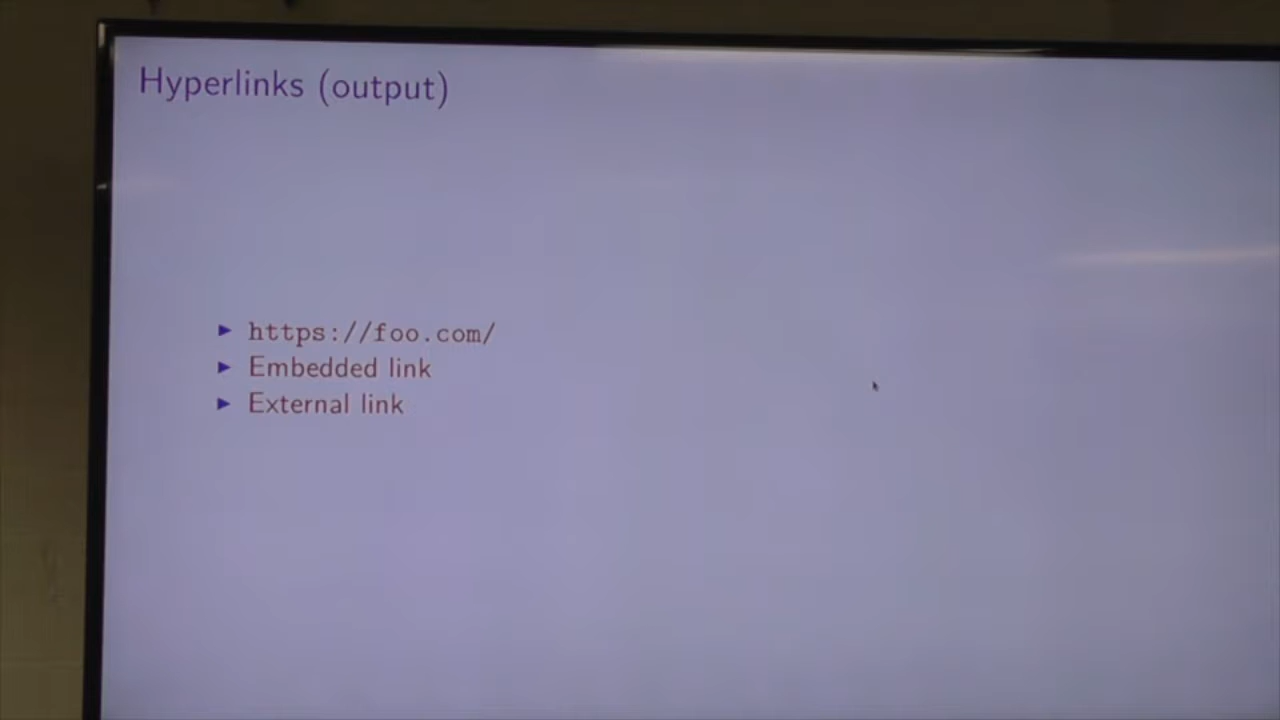 Hyperlinks (output)
https://foo.com/
Embedded link
External link